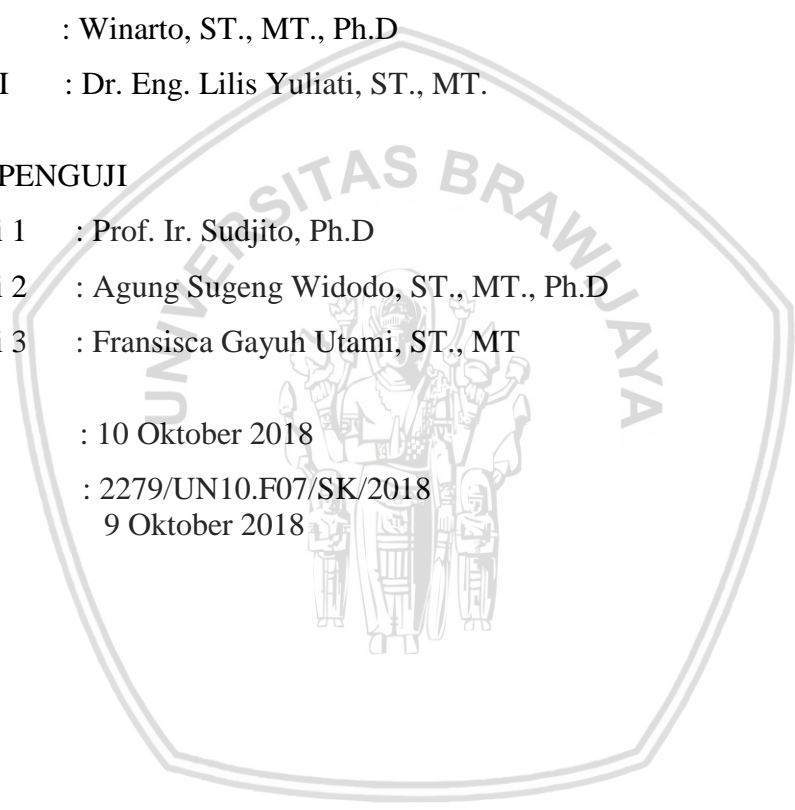 : Winarto, ST., MT., Ph.D
I : Dr. Eng. Lilis Yuliati, ST., MT.
PENGUJI
i 1 : Prof. Ir. Sudjito, Ph.D
i 2 : Agung Sugeng Widodo, ST., MT., Ph.D
i 3 : Fransisca Gayuh Utami, ST., MT
: 10 Oktober 2018
: 2279/UN10.F07/SK/2018
9 Oktober 2018
UNIVERSITAS BRAWIJAYA